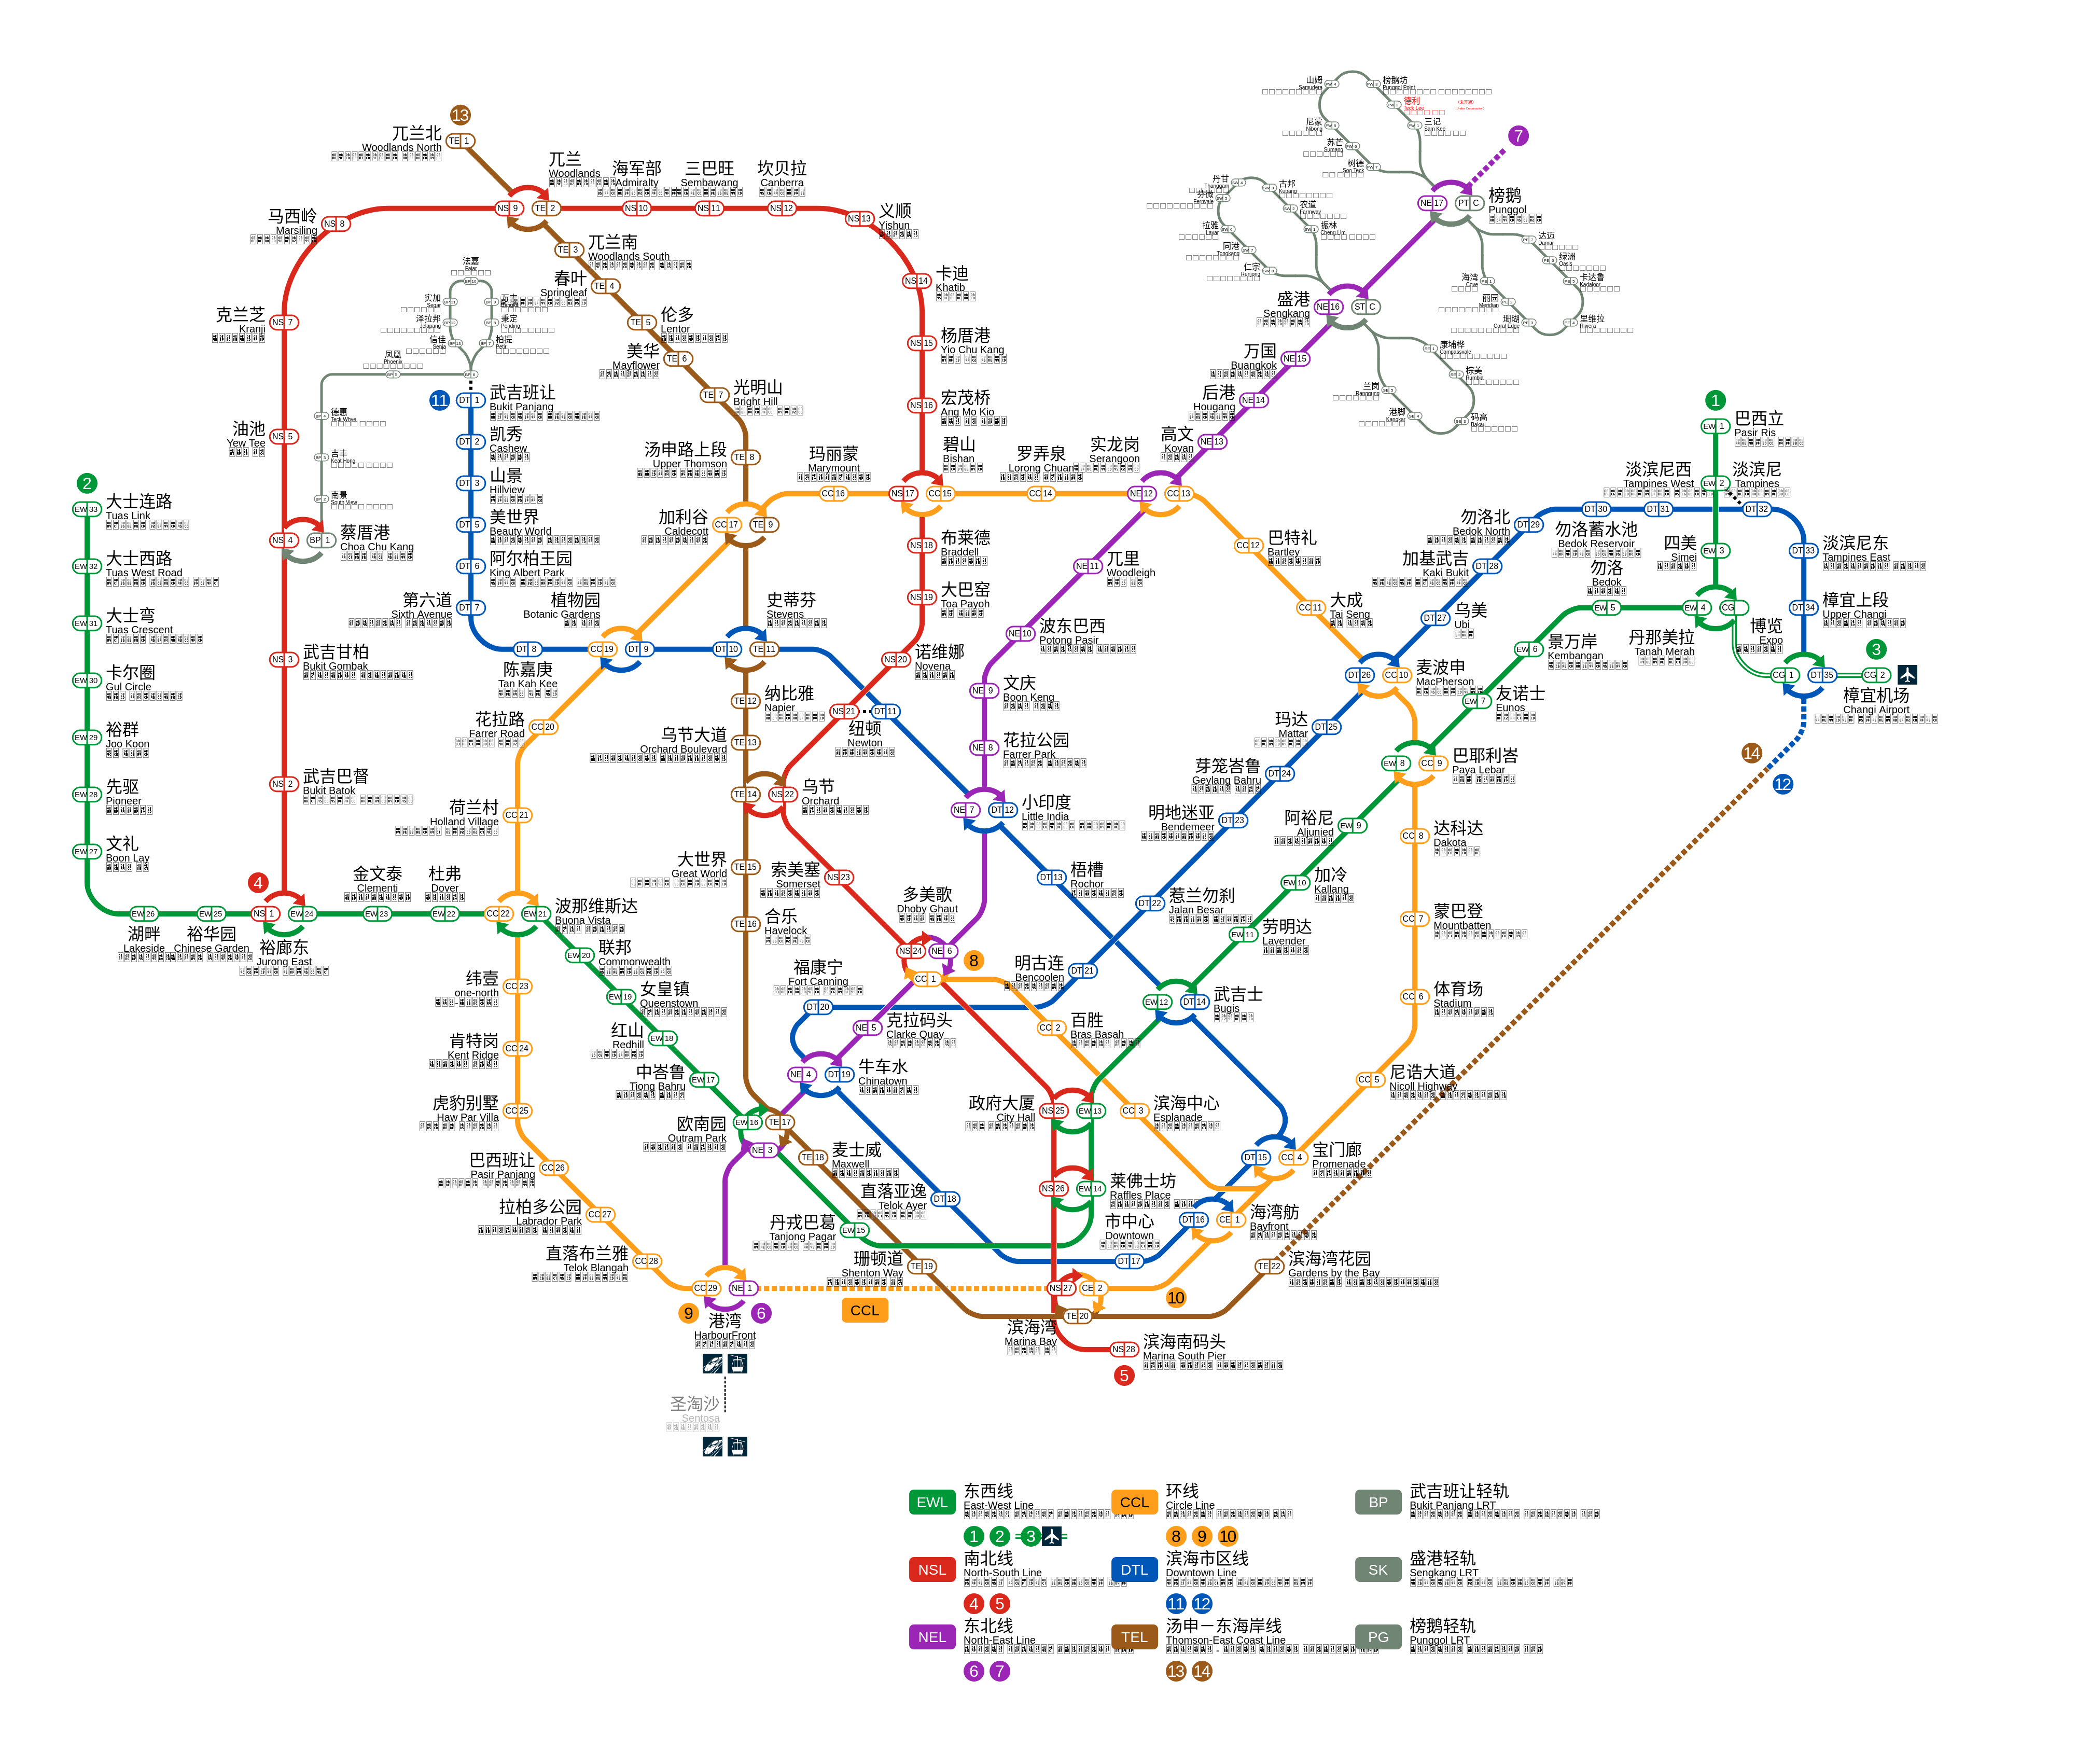 13
兀兰北
Woodlands North
TE 1
兀兰
Woodlands
NS 9
TE 2
海军部
Admiralty
NS 10
三巴旺
Sembawang
NS 11
坎贝拉
Canberra
NS 12
义顺
Yishun
NS 13
马西岭
Marsiling
NS 8
克兰芝
Kranji
NS 7
油池
Yew Tee
NS 5
蔡厝港
Choa Chu Kang
NS 4
BP 1
武吉甘柏
Bukit Gombak
NS 3
武吉巴督
Bukit Batok
NS 2
4
裕廊东
Jurong East
NS 1
EW 24
卡迪
Khatib
NS 14
杨厝港
Yio Chu Kang
NS 15
宏茂桥
Ang Mo Kio
NS 16
碧山
Bishan
NS 17
CC 15
布莱德
Braddell
NS 18
大巴窑
Toa Payoh
NS 19
诺维娜
Novena
NS 20
纽顿
Newton
NS 21
DT 11
乌节
Orchard
TE 14
NS 22
索美塞
Somerset
NS 23
多美歌
Dhoby Ghaut
NS 24
NE 6
CC 1
8
政府大厦
City Hall
NS 25
EW 13
莱佛士坊
Raffles Place
NS 26
EW 14
滨海湾
Marina Bay
NS 27
CE 2
TE 20
滨海南码头
Marina South Pier
NS 28
5
兀兰南
Woodlands South
TE 3
春叶
Springleaf
TE 4
伦多
Lentor
TE 5
美华
Mayflower
TE 6
光明山
Bright Hill
TE 7
汤申路上段
Upper Thomson
TE 8
加利谷
Caldecott
CC 17
TE 9
史蒂芬
Stevens
DT 10
TE 11
纳比雅
Napier
TE 12
乌节大道
Orchard Boulevard
TE 13
大世界
Great World
TE 15
合乐
Havelock
TE 16
欧南园
Outram Park
EW 16
TE 17
NE 3
麦士威
Maxwell
TE 18
珊顿道
Shenton Way
TE 19
滨海湾花园
Gardens by the Bay
TE 22
14
12
法嘉
Fajar
实加
Segar
泽拉邦
Jelapang
信佳
Senja
秉定
Pending
柏提
Petir
凤凰
Phoenix
德惠
Teck Whye
吉丰
Keat Hong
南景
South View
11
武吉班让
Bukit Panjang
DT 1
凯秀
Cashew
DT 2
山景
Hillview
DT 3
美世界
Beauty World
DT 5
阿尔柏王园
King Albert Park
DT 6
第六道
Sixth Avenue
DT 7
陈嘉庚
Tan Kah Kee
DT 8
植物园
Botanic Gardens
CC 19
DT 9
小印度
Little India
NE 7
DT 12
梧槽
Rochor
DT 13
武吉士
Bugis
EW 12
DT 14
宝门廊
Promenade
DT 15
CC 4
海湾舫
Bayfront
DT 16
CE 1
市中心
Downtown
DT 17
直落亚逸
Telok Ayer
DT 18
牛车水
Chinatown
NE 4
DT 19
福康宁
Fort Canning
DT 20
明古连
Bencoolen
DT 21
惹兰勿刹
Jalan Besar
DT 22
明地迷亚
Bendemeer
DT 23
芽笼峇鲁
Geylang Bahru
DT 24
玛达
Mattar
DT 25
麦波申
MacPherson
DT 26
CC 10
乌美
Ubi
DT 27
加基武吉
Kaki Bukit
DT 28
勿洛北
Bedok North
DT 29
勿洛蓄水池
Bedok Reservoir
DT 30
淡滨尼西
Tampines West
DT 31
淡滨尼
Tampines
EW 2
DT 32
淡滨尼东
Tampines East
DT 33
樟宜上段
Upper Changi
DT 34
博览
Expo
CG 1
DT 35
3
樟宜机场
Changi Airport
CG 2
1
巴西立
Pasir Ris
EW 1
四美
Simei
EW 3
丹那美拉
Tanah Merah
EW 4
CG
勿洛
Bedok
EW 5
景万岸
Kembangan
EW 6
友诺士
Eunos
EW 7
巴耶利峇
Paya Lebar
EW 8
CC 9
阿裕尼
Aljunied
EW 9
加冷
Kallang
EW 10
劳明达
Lavender
EW 11
丹戎巴葛
Tanjong Pagar
EW 15
中峇鲁
Tiong Bahru
EW 17
红山
Redhill
EW 18
女皇镇
Queenstown
EW 19
联邦
Commonwealth
EW 20
波那维斯达
Buona Vista
CC 22
EW 21
杜弗
Dover
EW 22
金文泰
Clementi
EW 23
裕华园
Chinese Garden
EW 25
湖畔
Lakeside
EW 26
文礼
Boon Lay
EW 27
先驱
Pioneer
EW 28
裕群
Joo Koon
EW 29
卡尔圈
Gul Circle
EW 30
大士弯
Tuas Crescent
EW 31
大士西路
Tuas West Road
EW 32
大士连路
Tuas Link
EW 33
2
7
榜鹅
Punggol
NE 17
PT C
盛港
Sengkang
NE 16
ST C
万国
Buangkok
NE 15
后港
Hougang
NE 14
高文
Kovan
NE 13
实龙岗
Serangoon
NE 12
CC 13
兀里
Woodleigh
NE 11
波东巴西
Potong Pasir
NE 10
文庆
Boon Keng
NE 9
花拉公园
Farrer Park
NE 8
克拉码头
Clarke Quay
NE 5
港湾
HarbourFront
CC 29
NE 1
9
6
圣淘沙
Sentosa
CCL
10
百胜
Bras Basah
CC 2
滨海中心
Esplanade
CC 3
尼诰大道
Nicoll Highway
CC 5
体育场
Stadium
CC 6
蒙巴登
Mountbatten
CC 7
达科达
Dakota
CC 8
大成
Tai Seng
CC 11
巴特礼
Bartley
CC 12
罗弄泉
Lorong Chuan
CC 14
玛丽蒙
Marymount
CC 16
花拉路
Farrer Road
CC 20
荷兰村
Holland Village
CC 21
纬壹
one-north
CC 23
肯特岗
Kent Ridge
CC 24
虎豹别墅
Haw Par Villa
CC 25
巴西班让
Pasir Panjang
CC 26
拉柏多公园
Labrador Park
CC 27
直落布兰雅
Telok Blangah
CC 28
山姆
Samudera
榜鹅坊
Punggol Point
德利
Teck Lee
三记
Sam Kee
尼蒙
Nibong
苏芒
Sumang
树德
Soo Teck
丹甘
Thanggam
芬微
Fernvale
拉雅
Layar
同港
Tongkang
仁宗
Renjong
古邦
Kupang
农道
Farmway
振林
Cheng Lim
达迈
Damai
绿洲
Oasis
卡达鲁
Kadaloor
里维拉
Riviera
海湾
Cove
丽园
Meridian
珊瑚
Coral Edge
康埔桦
Compassvale
棕美
Rumbia
码高
Bakau
兰岗
Ranggung
港脚
Kangkar
EWL
东西线
East-West Line
1 2 3
NSL
南北线
North-South Line
4 5
NEL
东北线
North-East Line
6 7
CCL
环线
Circle Line
8 9 10
DTL
滨海市区线
Downtown Line
11 12
TEL
汤申－东海岸线
Thomson-East Coast Line
13 14
BP
武吉班让轻轨
Bukit Panjang LRT
SK
盛港轻轨
Sengkang LRT
PG
榜鹅轻轨
Punggol LRT